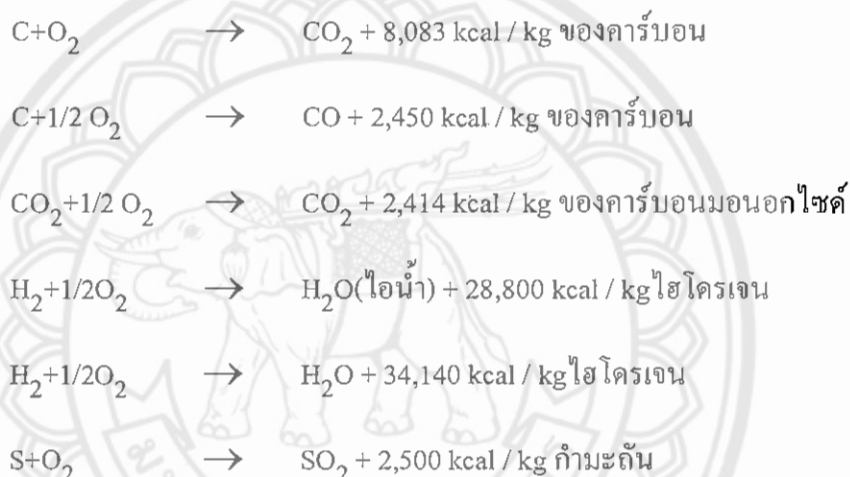 C+O₂ → CO₂ + 8,083 kcal / kg ของคาร์บอน
C+1/2 O₂ → CO + 2,450 kcal / kg ของคาร์บอน
CO₂+1/2 O₂ → CO₂ + 2,414 kcal / kg ของคาร์บอนมอนอกไซค์
H₂+1/2O₂ → H₂O(ไอน้ำ) + 28,800 kcal / kgไฮโครเจน
H₂+1/2O₂ → H₂O + 34,140 kcal / kgไฮโครเจน
S+O₂ → SO₂ + 2,500 kcal / kg กำมะถัน